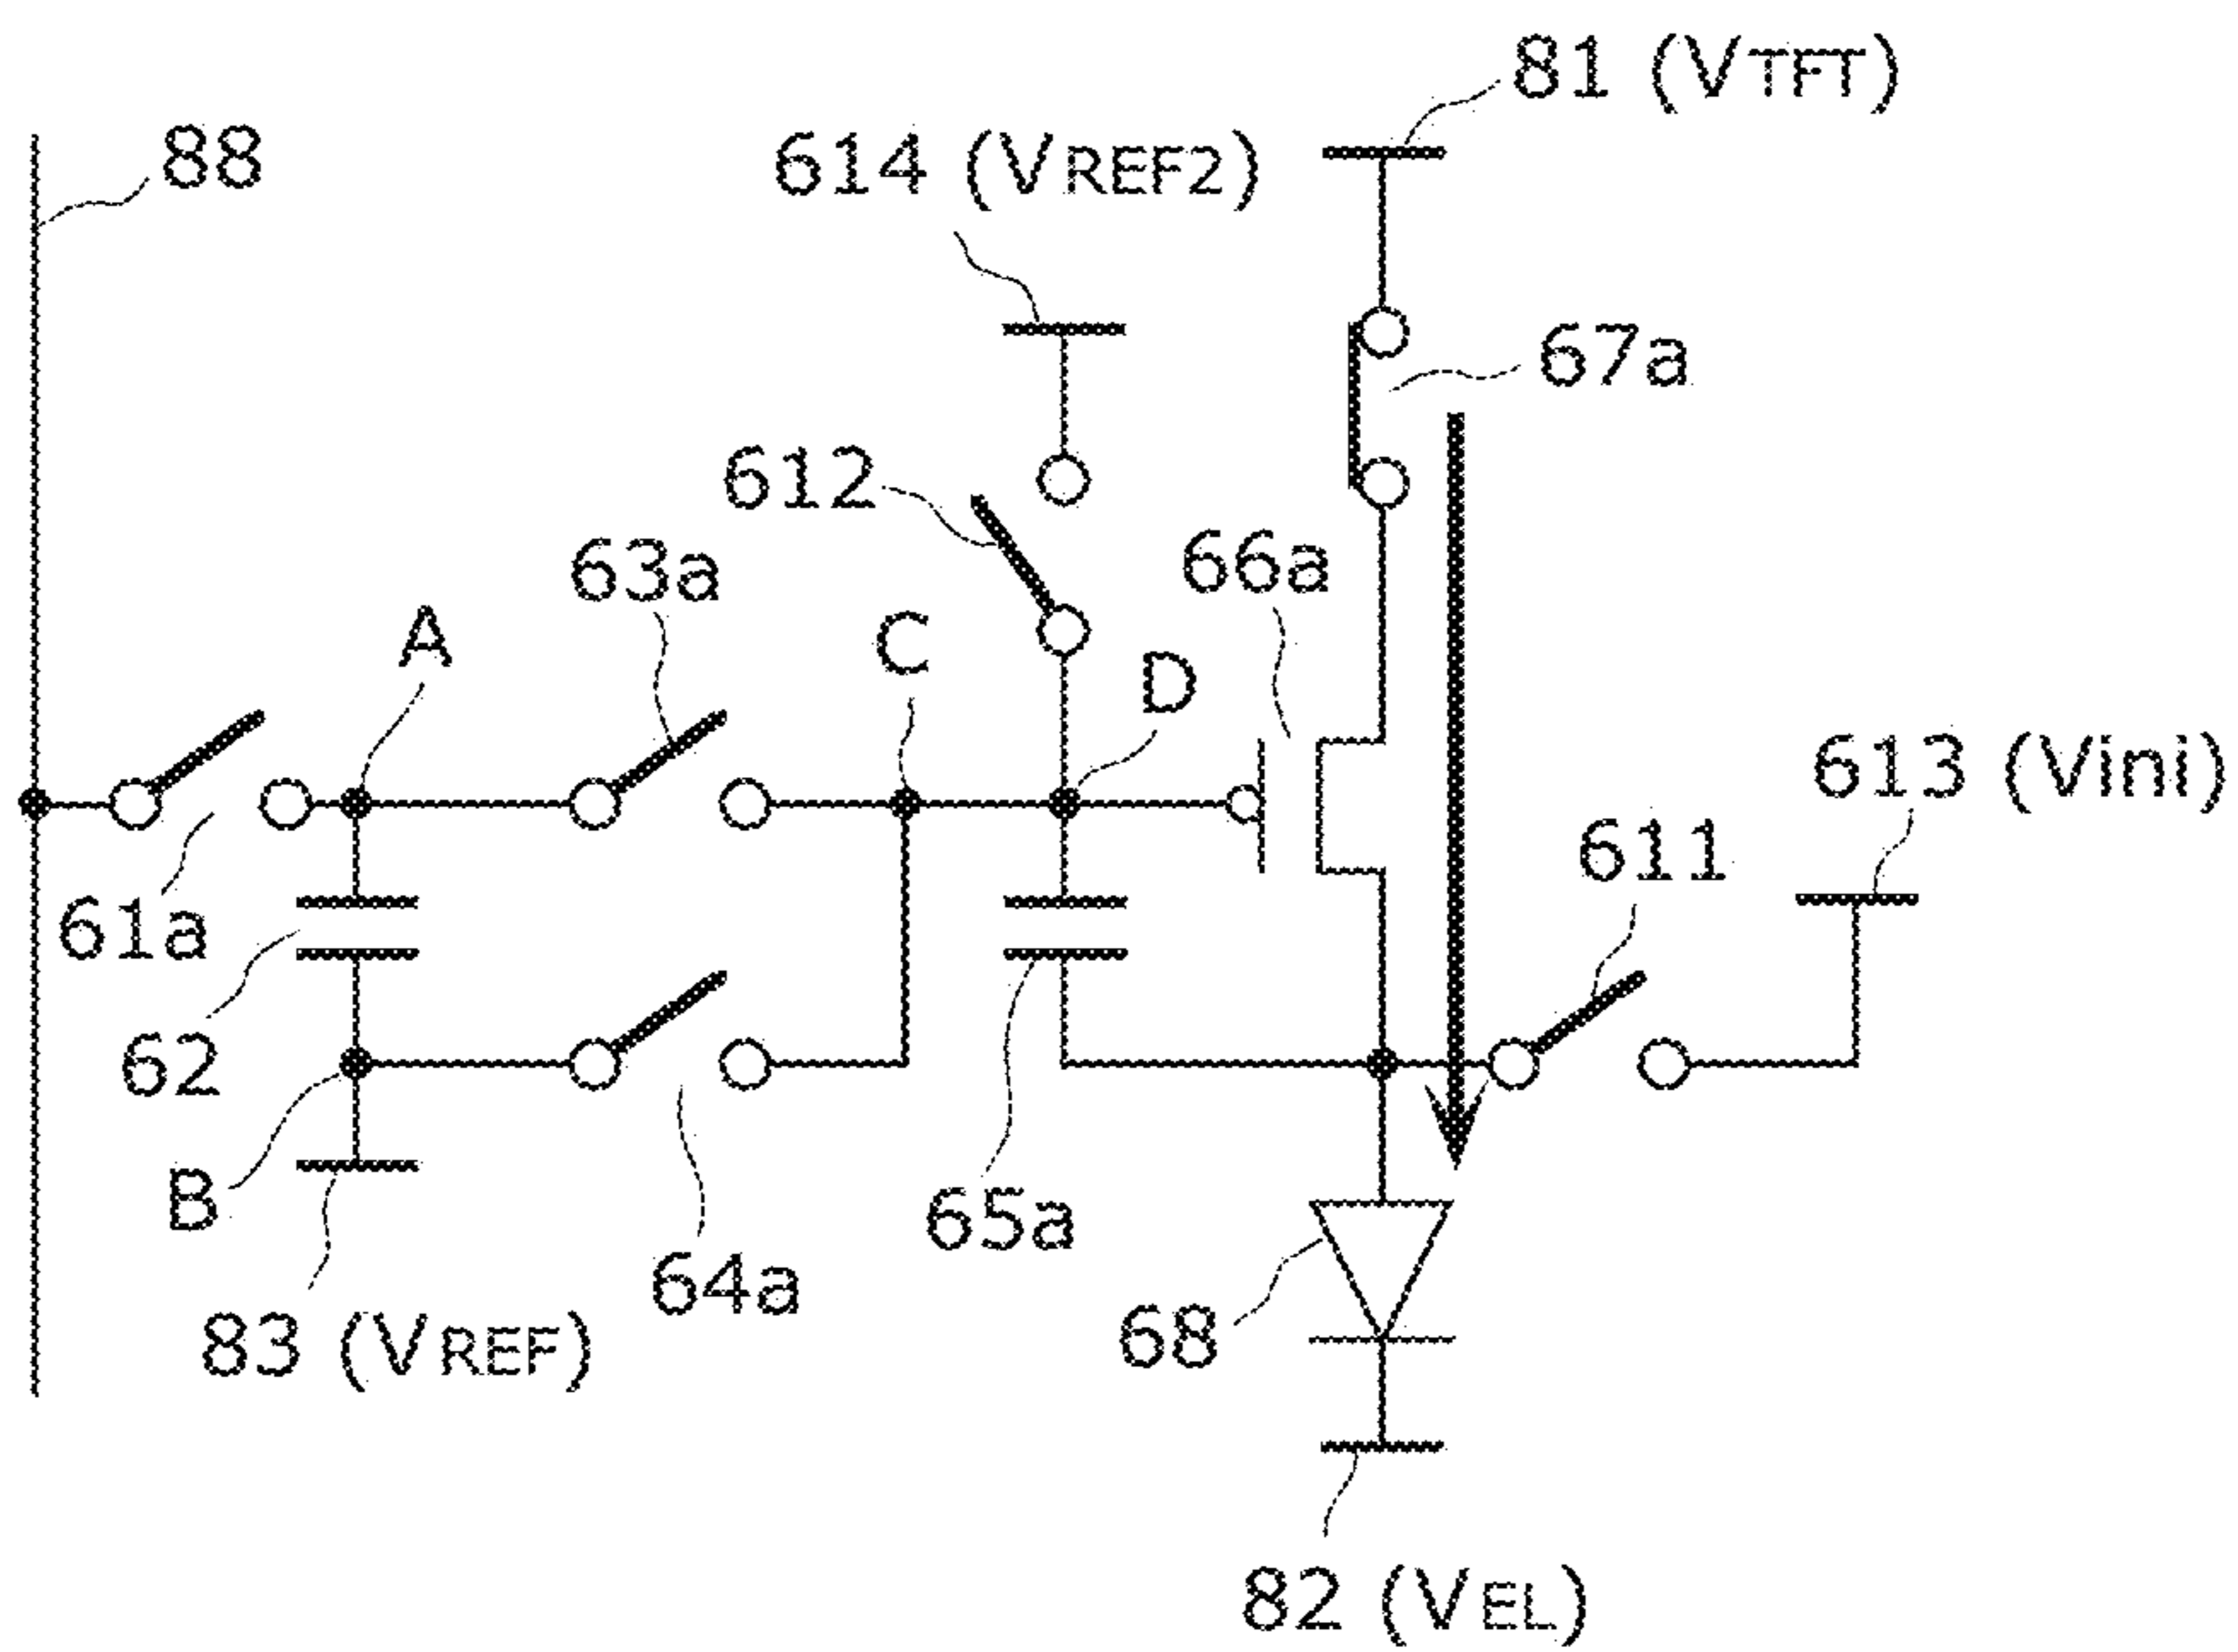 81 (VTFT)
88
614 (VREF2)
67a
612
66a
63a
A
C
D
613 (Vini)
611
61a
62
B
65a
64a
68
83 (VREF)
82 (VEL)